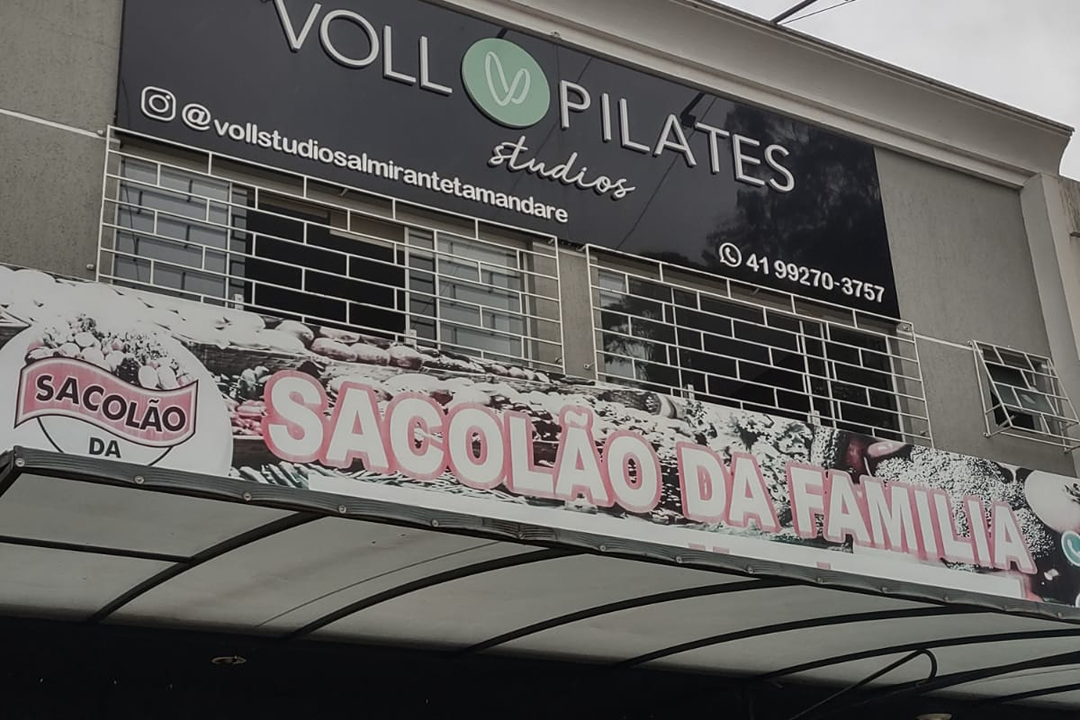 VOLL PILATES
studios
@vollstudiosalmirantetamandare
41 99270-3757
SACOLÃO
DA
SACOLÃO DA FAMILIA